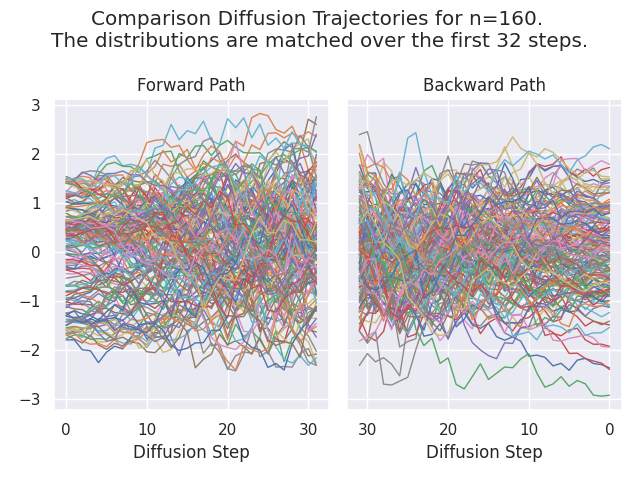 Comparison Diffusion Trajectories for n=160.
The distributions are matched over the first 32 steps.
Forward Path
Backward Path
3
2
1
0
−1
−2
−3
0 10 20 30
30 20 10 0
Diffusion Step
Diffusion Step